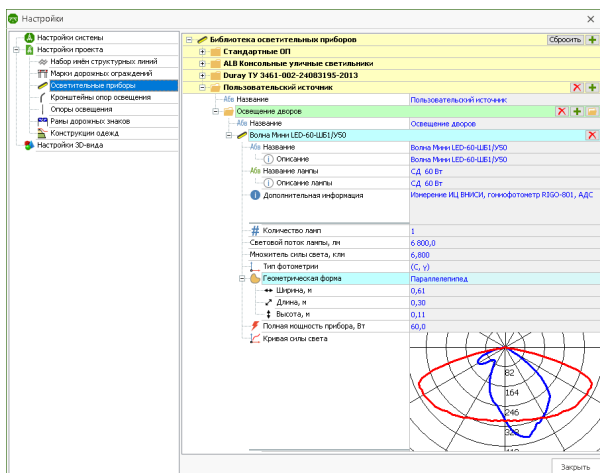 Настройки
Настройки системы
Настройки проекта
Набор имён структурных линий
Марки дорожных ограждений
Осветительные приборы
Кронштейны опор освещения
Опоры освещения
Рамы дорожных знаков
Конструкции одежд
Настройки 3D-вида
Библиотека осветительных приборов
Сбросить
Стандартные ОП
ALB Консольные уличные светильники
Duray ТУ 3461-002-24083195-2013
Пользовательский источник
Абв Название Пользовательский источник
Освещение дворов
Абв Название Освещение дворов
Волна Мини LED-60-ШБ1/У50
Абв Название Волна Мини LED-60-ШБ1/У50
Описание Волна Мини LED-60-ШБ1/У50
Абв Название лампы СД 60 Вт
Описание лампы СД 60 Вт
Дополнительная информация Измерение ИЦ ВНИСИ, гониофотометр RIGO-801, АДС
Количество ламп 1
Световой поток лампы, лм 6 800,0
Множитель силы света, клм 6,800
Тип фотометрии (C, γ)
Геометрическая форма Параллелепипед
Ширина, м 0,61
Длина, м 0,30
Высота, м 0,11
Полная мощность прибора, Вт 60,0
Кривая силы света
82
164
246
328
Закрыть